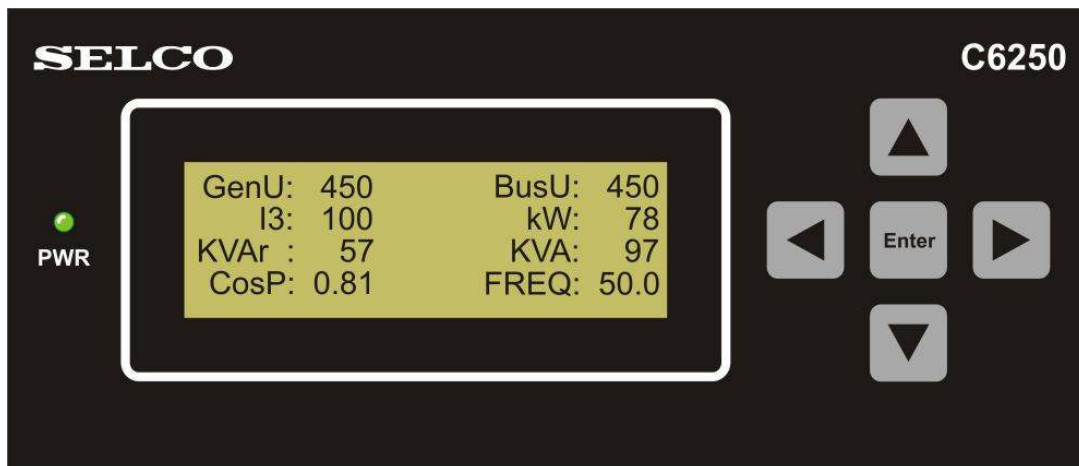 SELCO C6250
GenU: 450 BusU: 450
I3: 100 kW: 78
KVAr : 57 KVA: 97
CosP: 0.81 FREQ: 50.0
PWR
Enter